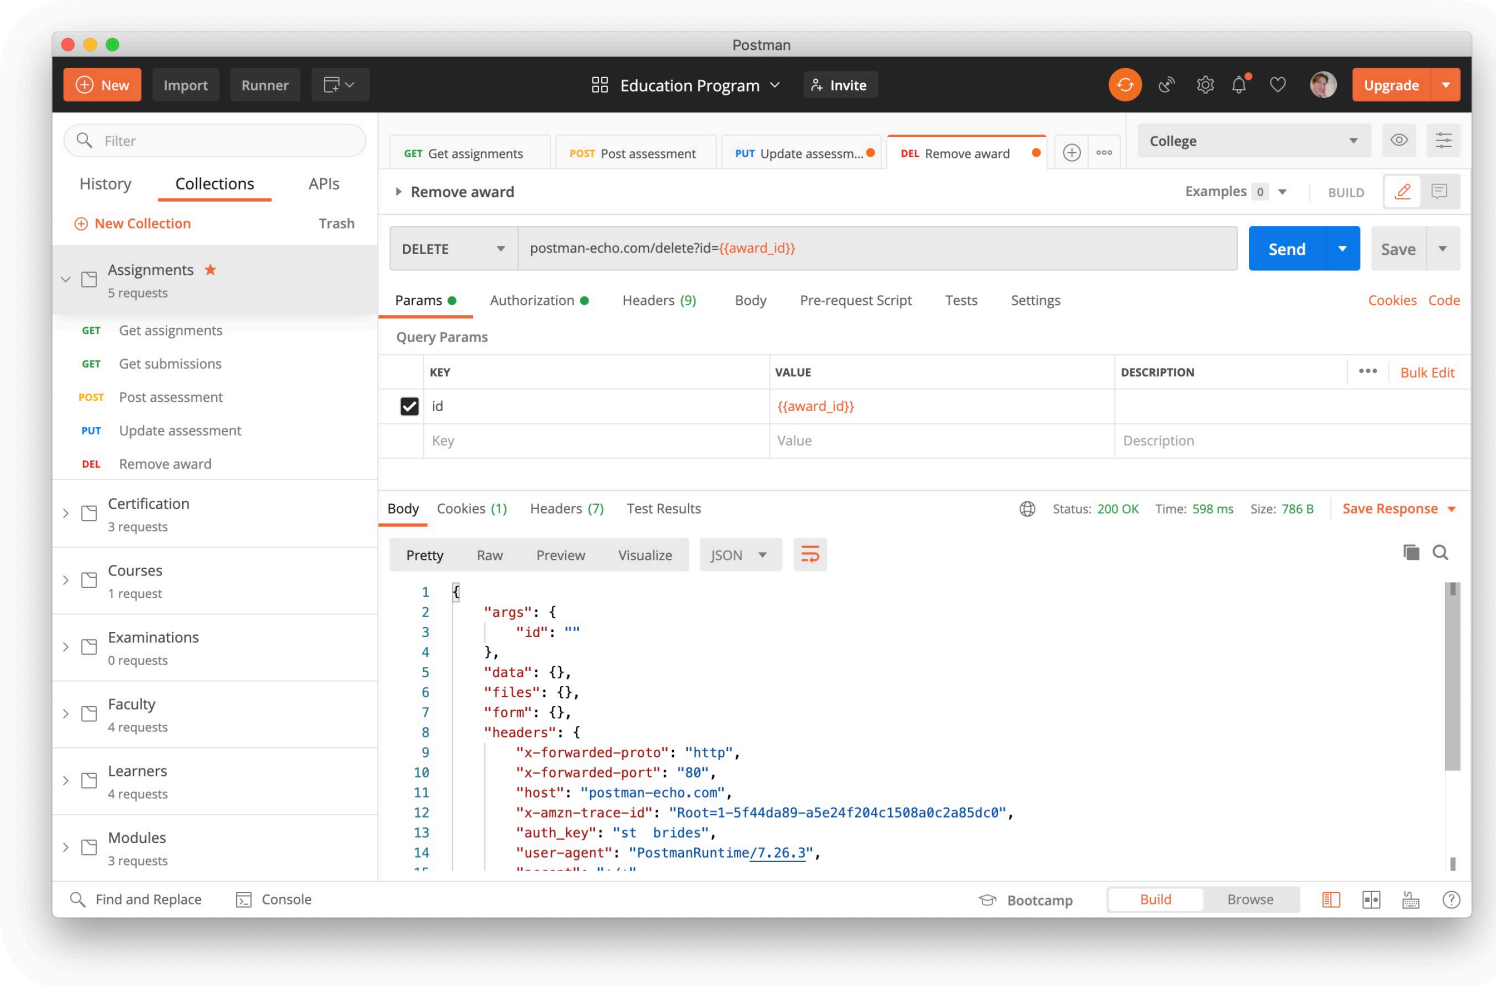 Postman
New Import Runner Education Program Invite Upgrade
Filter
GET Get assignments POST Post assessment PUT Update assessm... DEL Remove award College
History Collections APIs
Remove award Examples 0 BUILD
New Collection Trash
DELETE postman-echo.com/delete?id={{award_id}} Send Save
Assignments
5 requests
Params Authorization Headers (9) Body Pre-request Script Tests Settings Cookies Code
GET Get assignments
GET Get submissions
POST Post assessment
PUT Update assessment
DEL Remove award
Query Params
KEY VALUE DESCRIPTION Bulk Edit
id {{award_id}}
Key Value Description
Certification
3 requests
Courses
1 request
Examinations
0 requests
Faculty
4 requests
Learners
4 requests
Modules
3 requests
Body Cookies (1) Headers (7) Test Results Status: 200 OK Time: 598 ms Size: 786 B Save Response
Pretty Raw Preview Visualize JSON
1 {
2 "args": {
3 "id": ""
4 },
5 "data": {},
6 "files": {},
7 "form": {},
8 "headers": {
9 "x-forwarded-proto": "http",
10 "x-forwarded-port": "80",
11 "host": "postman-echo.com",
12 "x-amzn-trace-id": "Root=1-5f44da89-a5e24f204c1508a0c2a85dc0",
13 "auth_key": "st  brides",
14 "user-agent": "PostmanRuntime/7.26.3",
Find and Replace Console Bootcamp Build Browse